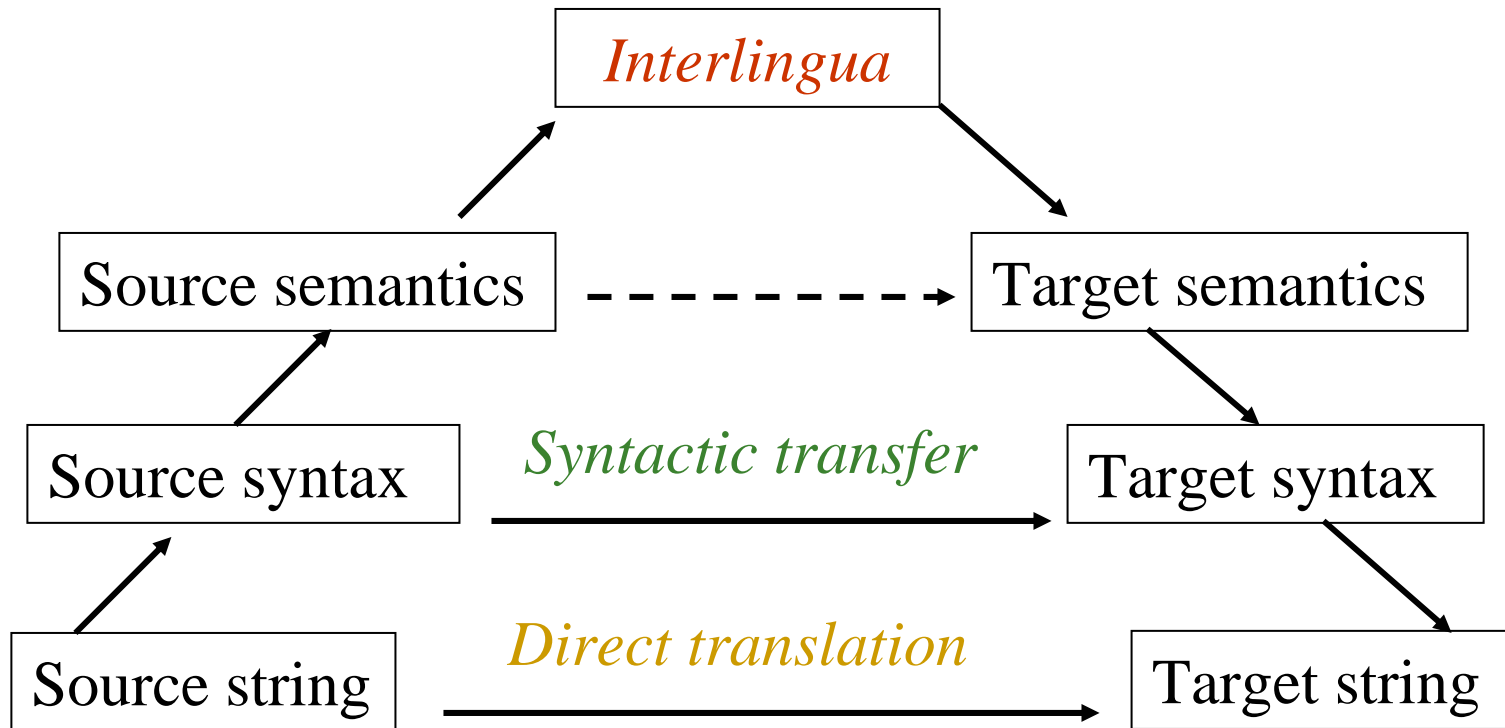 Interlingua
Source semantics
Target semantics
Syntactic transfer
Source syntax
Target syntax
Direct translation
Source string
Target string